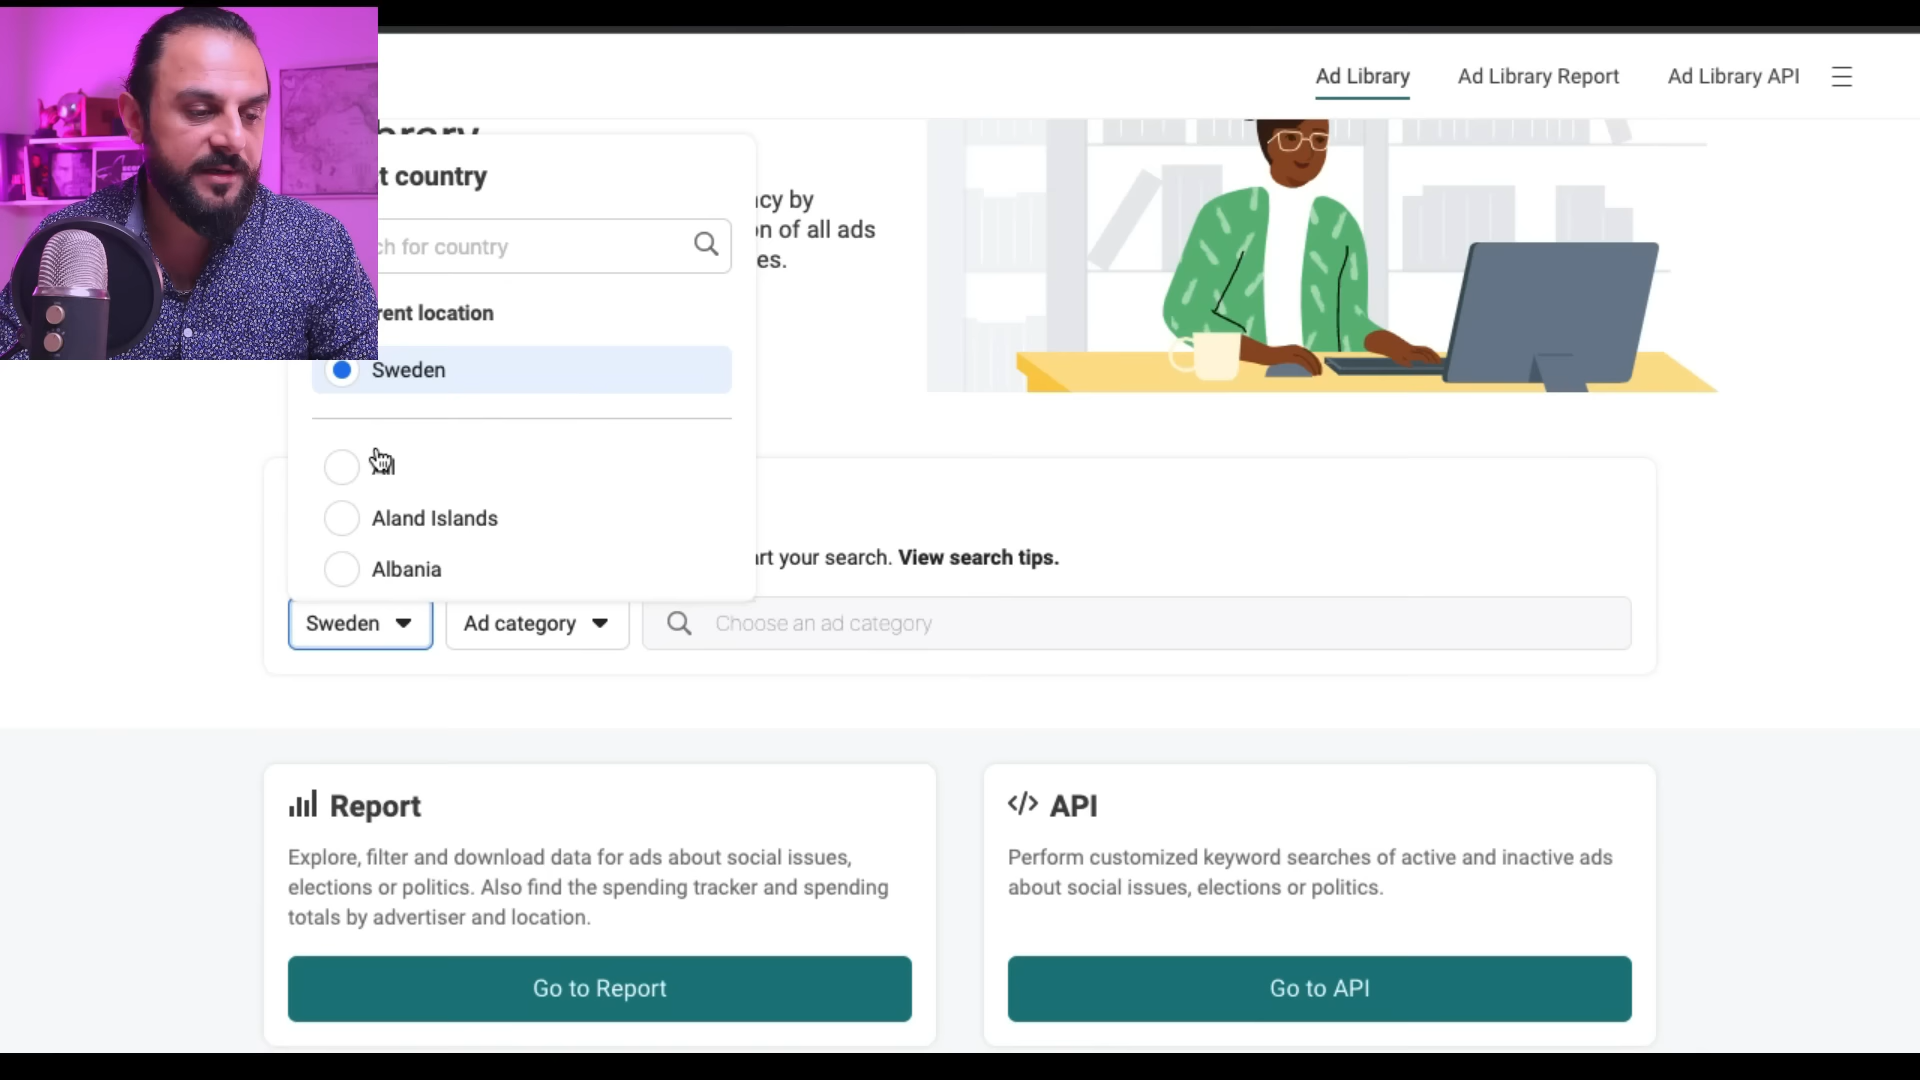 Ad Library
Ad Library Report
Ad Library API
t country
ch for country
rent location
Sweden
Aland Islands
Albania
cy by
on of all ads
es.
art your search. View search tips.
Sweden
Ad category
Choose an ad category
Report
Explore, filter and download data for ads about social issues,
elections or politics. Also find the spending tracker and spending
totals by advertiser and location.
Go to Report
</> API
Perform customized keyword searches of active and inactive ads
about social issues, elections or politics.
Go to API